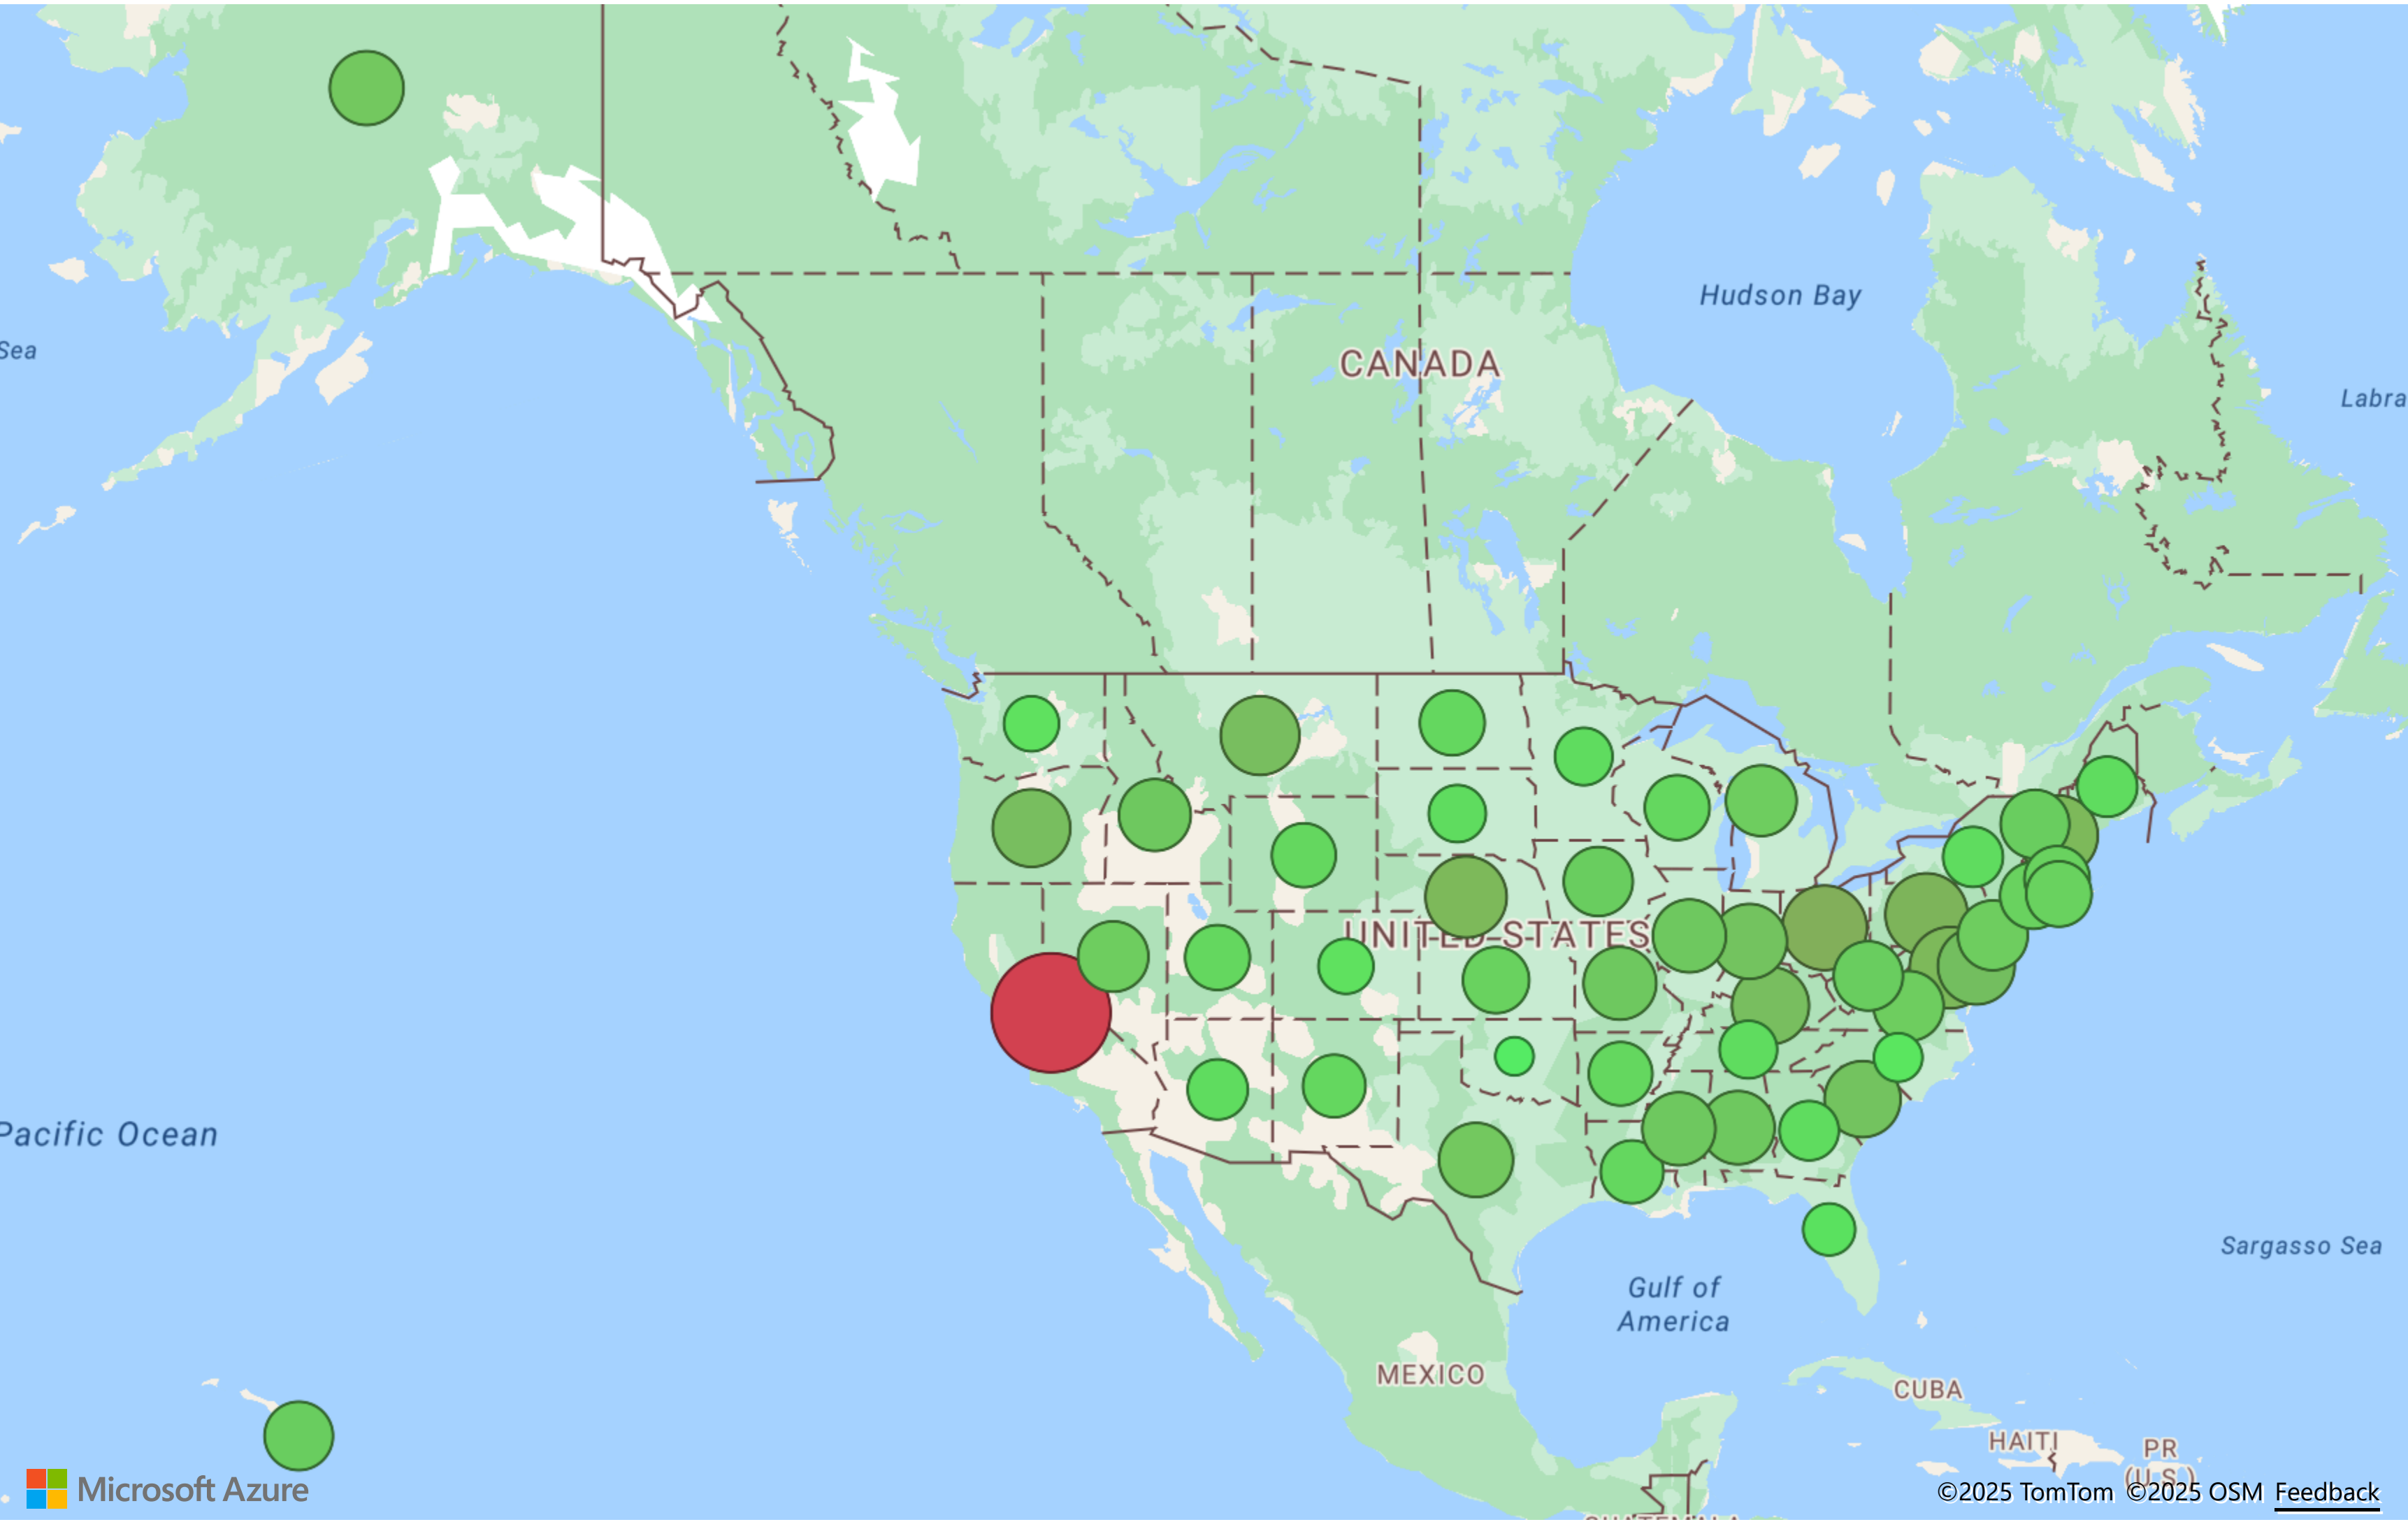 Hudson Bay
Sea
CANADA
Labra
UNITED STATES
Pacific Ocean
Sargasso Sea
Gulf of
America
MEXICO
CUBA
HAITI
PR
(U.S.)
Microsoft Azure
©2025 TomTom ©2025 OSM Feedback